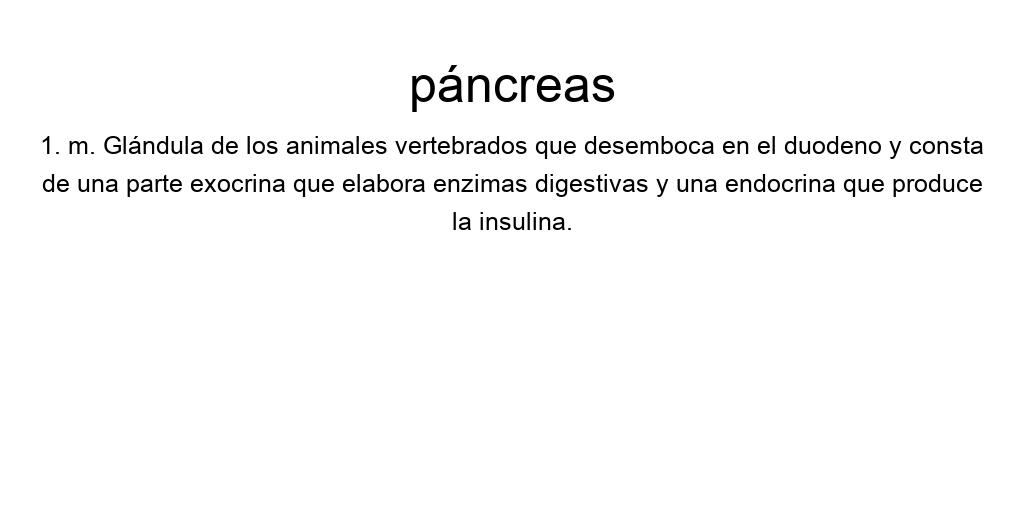 páncreas
1. m. Glándula de los animales vertebrados que desemboca en el duodeno y consta
de una parte exocrina que elabora enzimas digestivas y una endocrina que produce
la insulina.